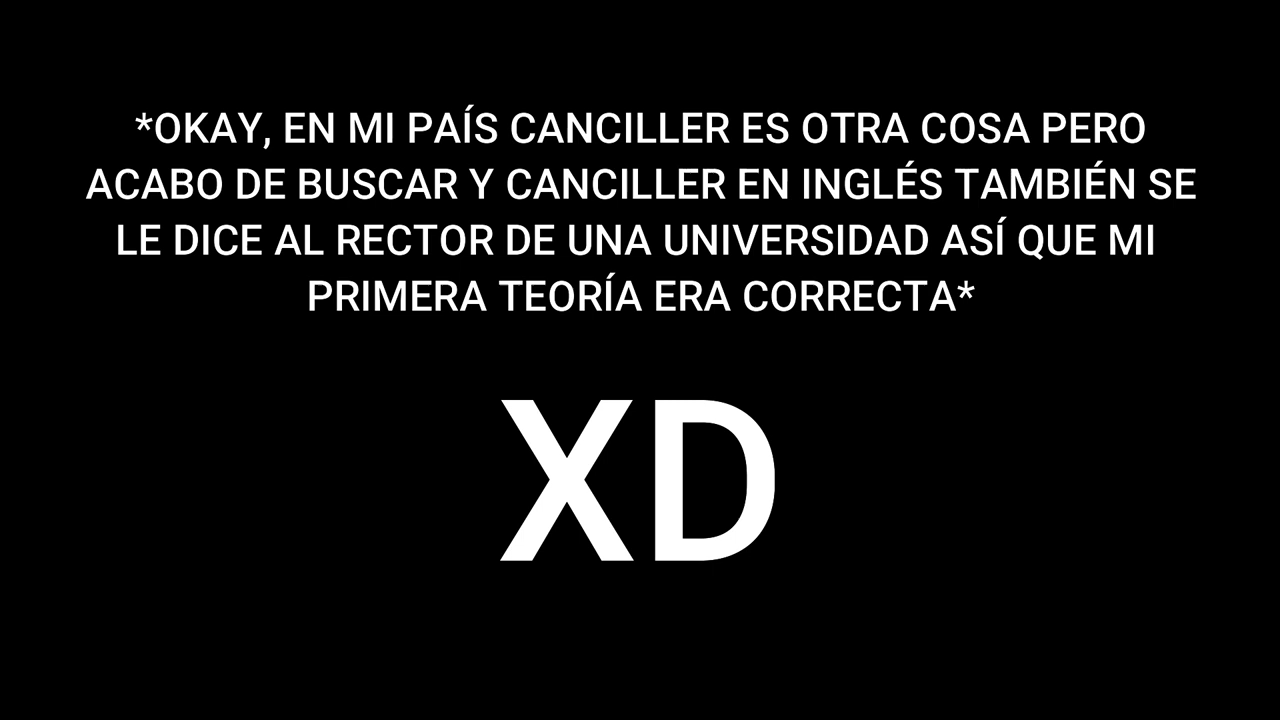 *OKAY, EN MI PAÍS CANCILLER ES OTRA COSA PERO
ACABO DE BUSCAR Y CANCILLER EN INGLÉS TAMBIÉN SE
LE DICE AL RECTOR DE UNA UNIVERSIDAD ASÍ QUE MI
PRIMERA TEORÍA ERA CORRECTA*
XD